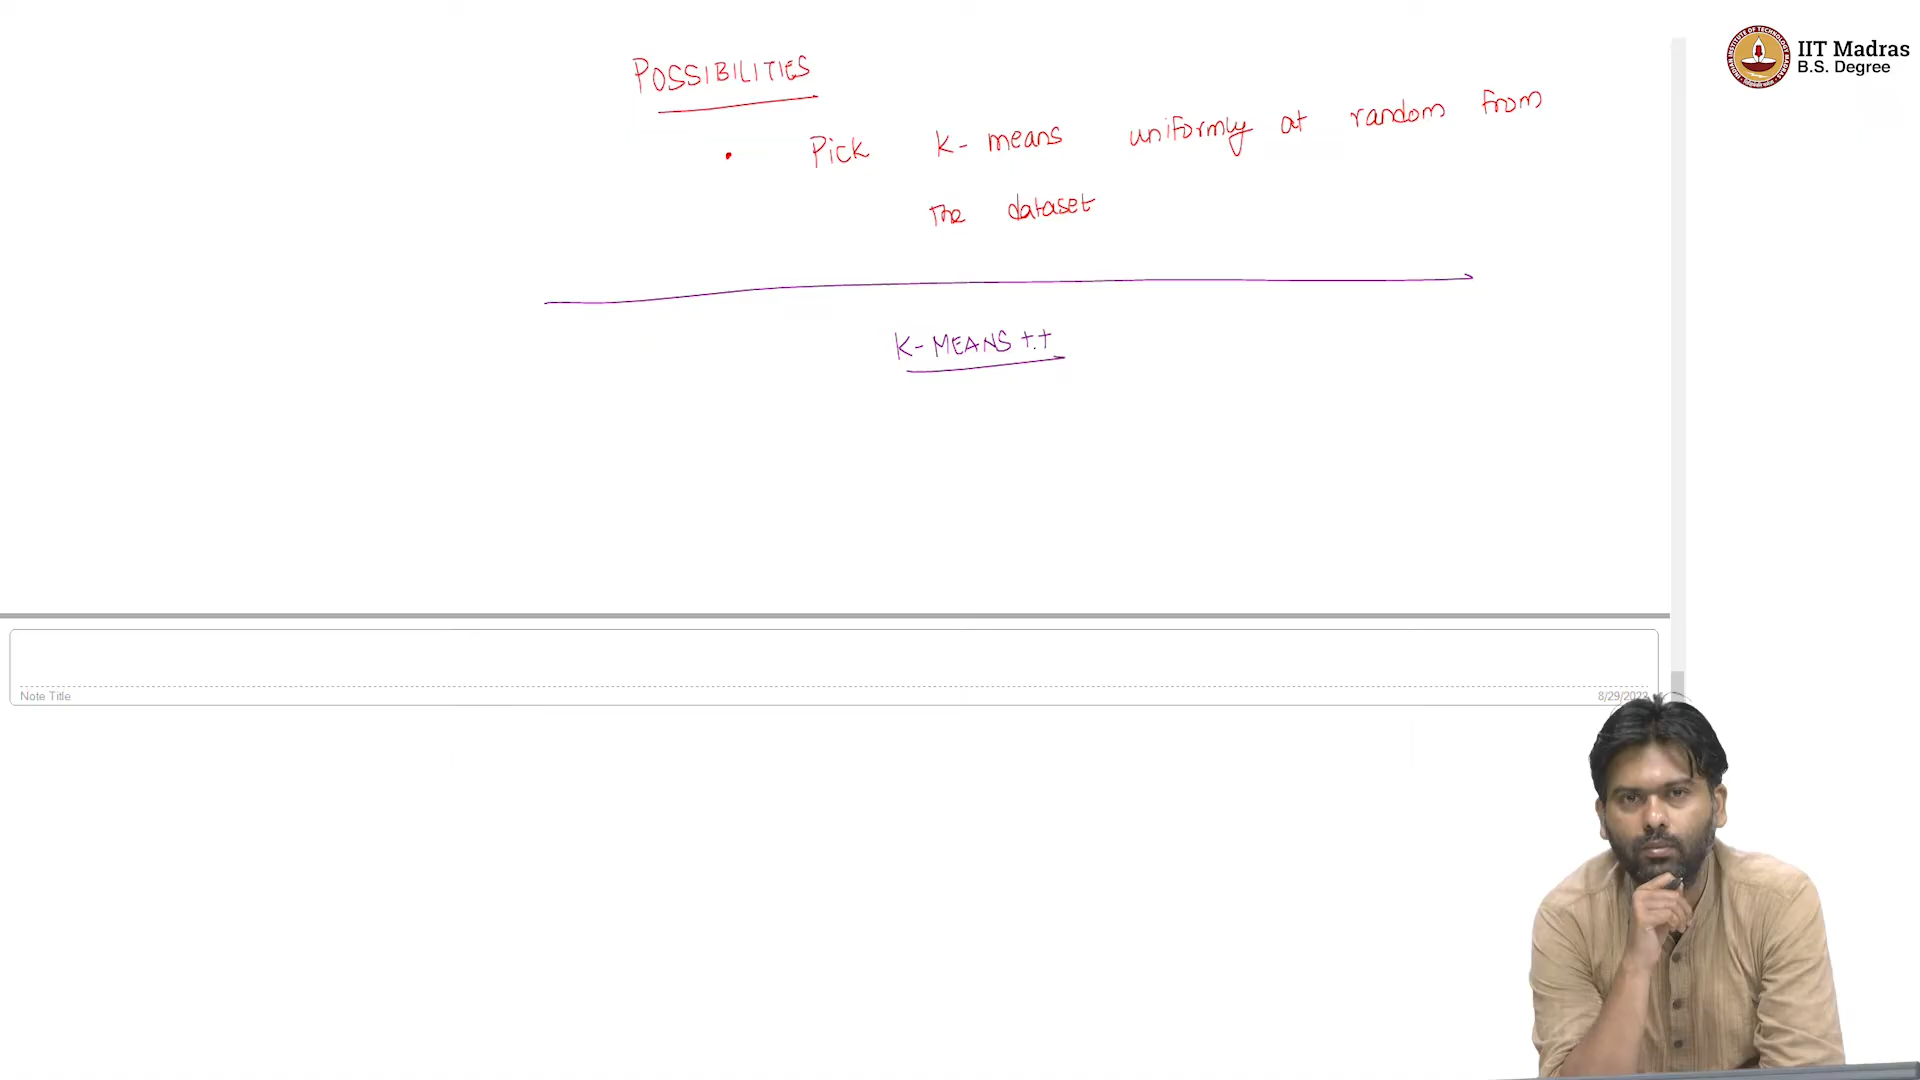 POSSIBILITIES
• Pick K-means uniformly at random from
The dataset
K-MEANS++
IIT Madras
B.S. Degree
Note Title